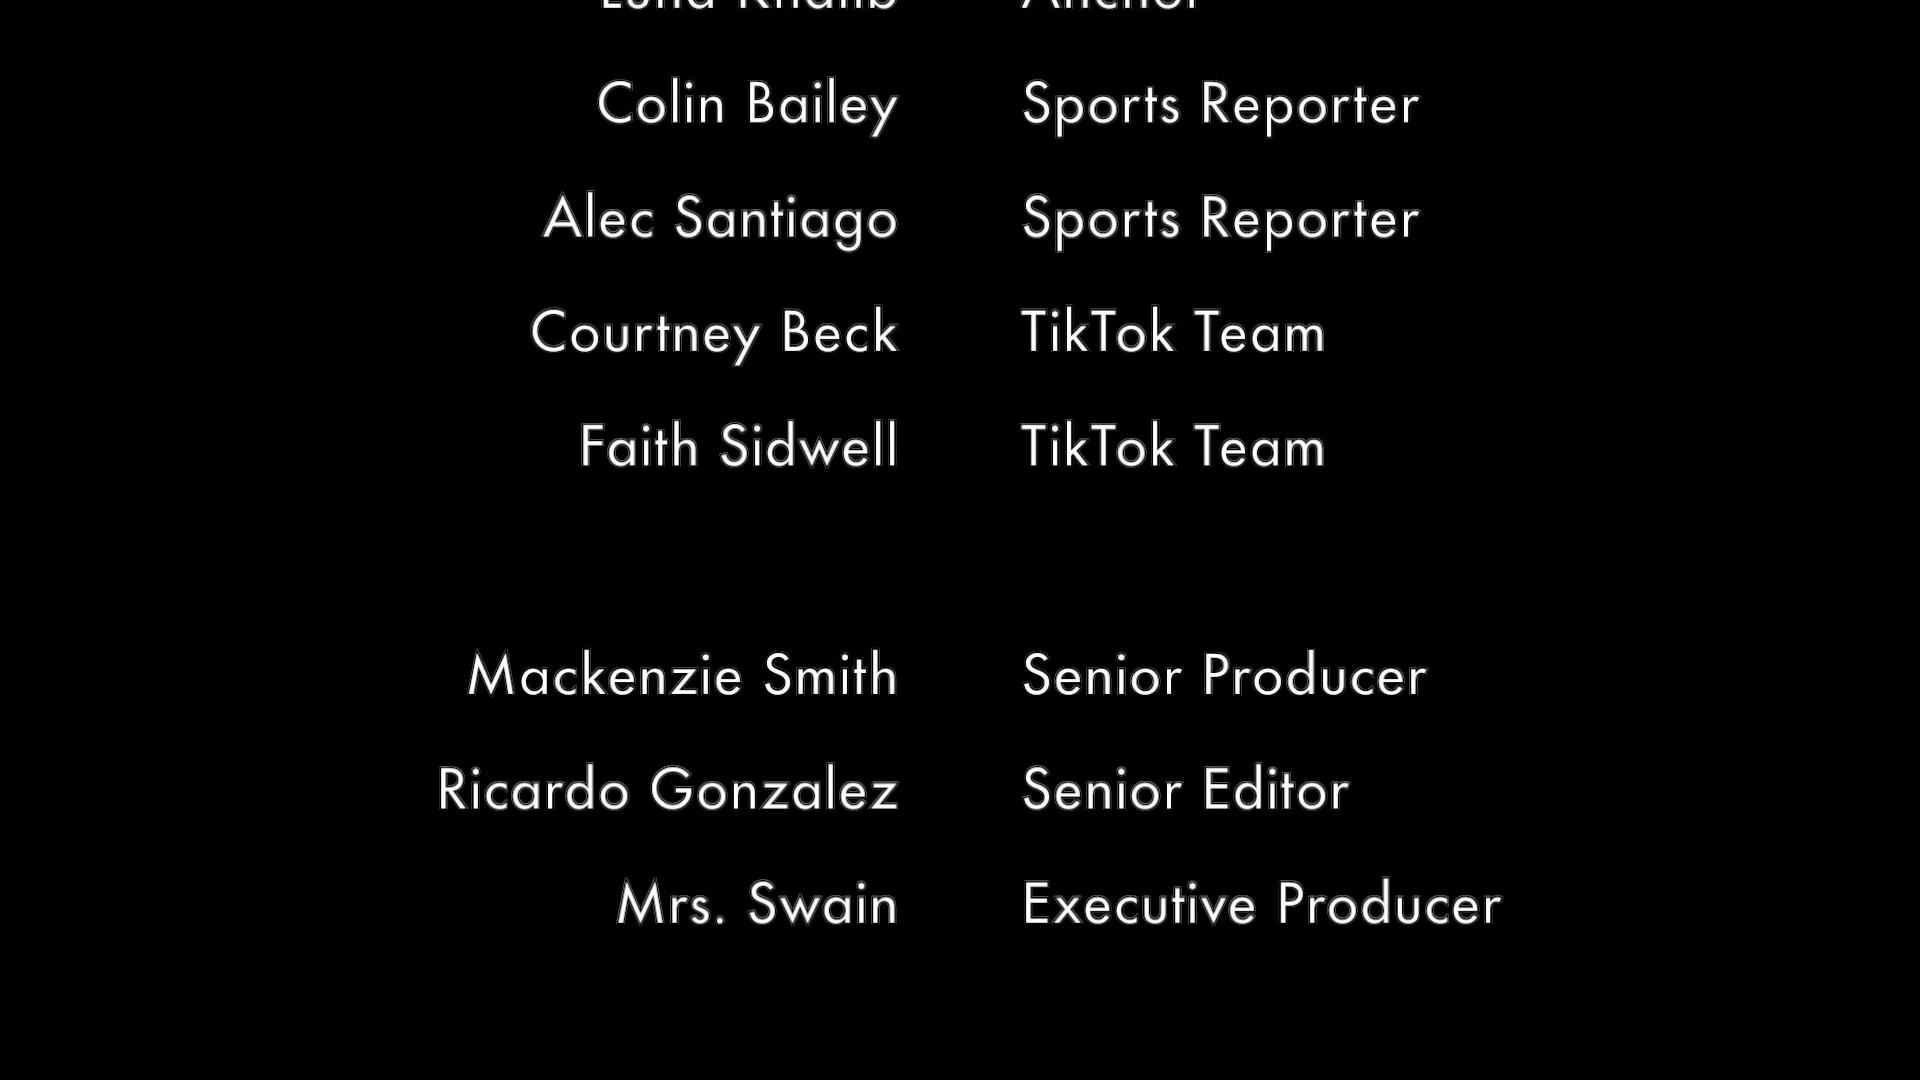 Anchor
Colin Bailey Sports Reporter
Alec Santiago Sports Reporter
Courtney Beck TikTok Team
Faith Sidwell TikTok Team
Mackenzie Smith Senior Producer
Ricardo Gonzalez Senior Editor
Mrs. Swain Executive Producer